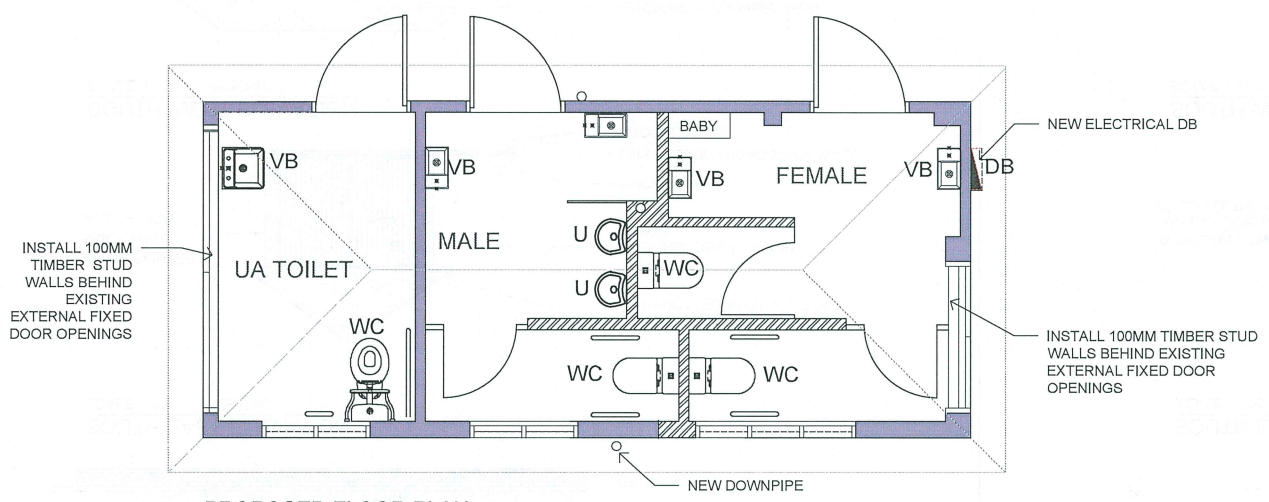 NEW ELECTRICAL DB
BABY
VB
VB
VB
FEMALE
VB
DB
UA TOILET
MALE
U
U
WC
INSTALL 100MM
TIMBER STUD
WALLS BEHIND
EXISTING
EXTERNAL FIXED
DOOR OPENINGS
WC
WC
WC
INSTALL 100MM TIMBER STUD
WALLS BEHIND EXISTING
EXTERNAL FIXED DOOR
OPENINGS
NEW DOWNPIPE
PROPOSED FLOOR PLAN